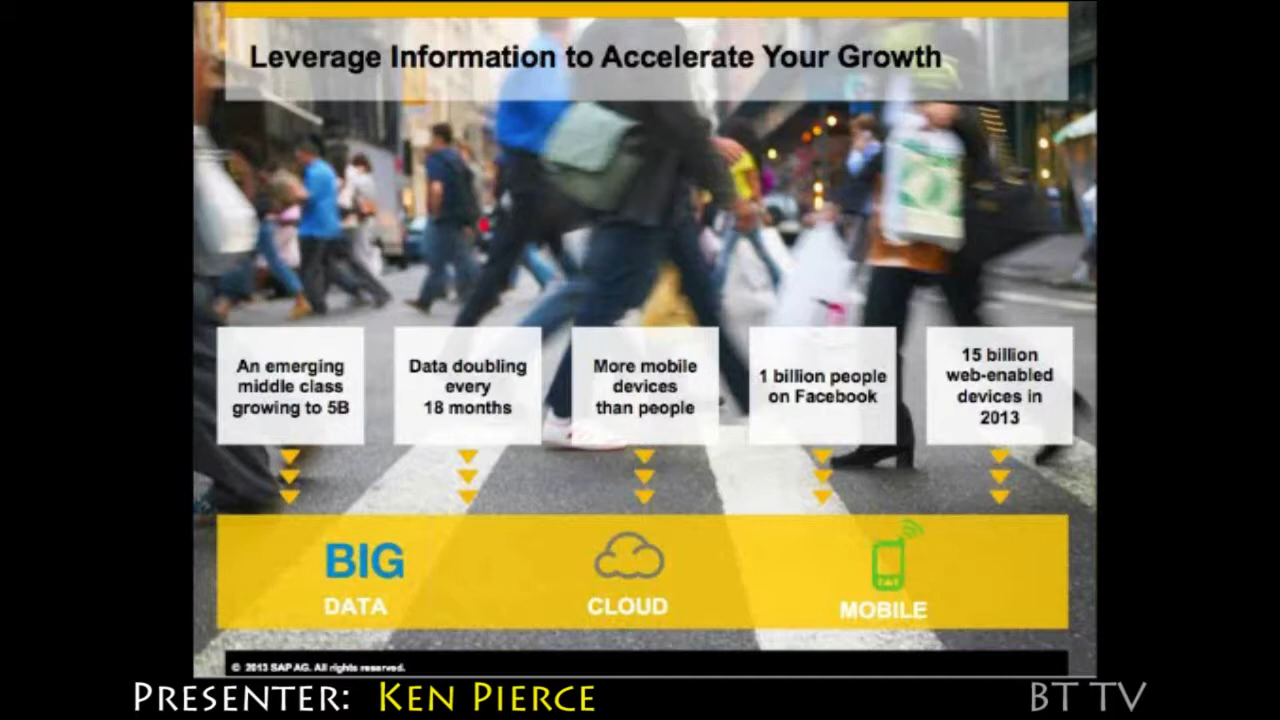 Leverage Information to Accelerate Your Growth
An emerging
middle class
growing to 5B
Data doubling
every
18 months
More mobile
devices
than people
1 billion people
on Facebook
15 billion
web-enabled
devices in
2013
BIG
DATA
CLOUD
MOBILE
© 2013 SAP AG. All rights reserved.
PRESENTER: KEN PIERCE
BT TV